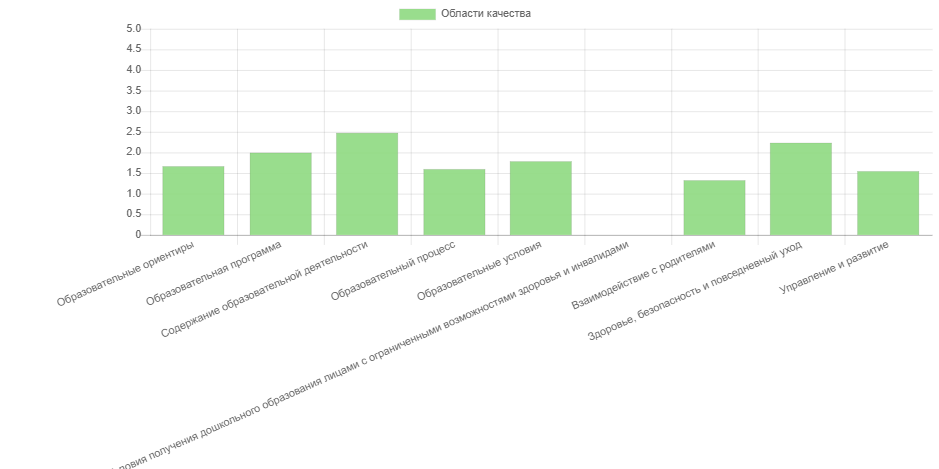 Области качества
5.0
4.5
4.0
3.5
3.0
2.5
2.0
1.5
1.0
0.5
0
Образовательные ориентиры
Образовательная программа
Содержание образовательной деятельности
Образовательный процесс
Образовательные условия
получения дошкольного образования лицами с ограниченными возможностями здоровья и инвалидами
Взаимодействие с родителями
Здоровье, безопасность и повседневный уход
Управление и развитие